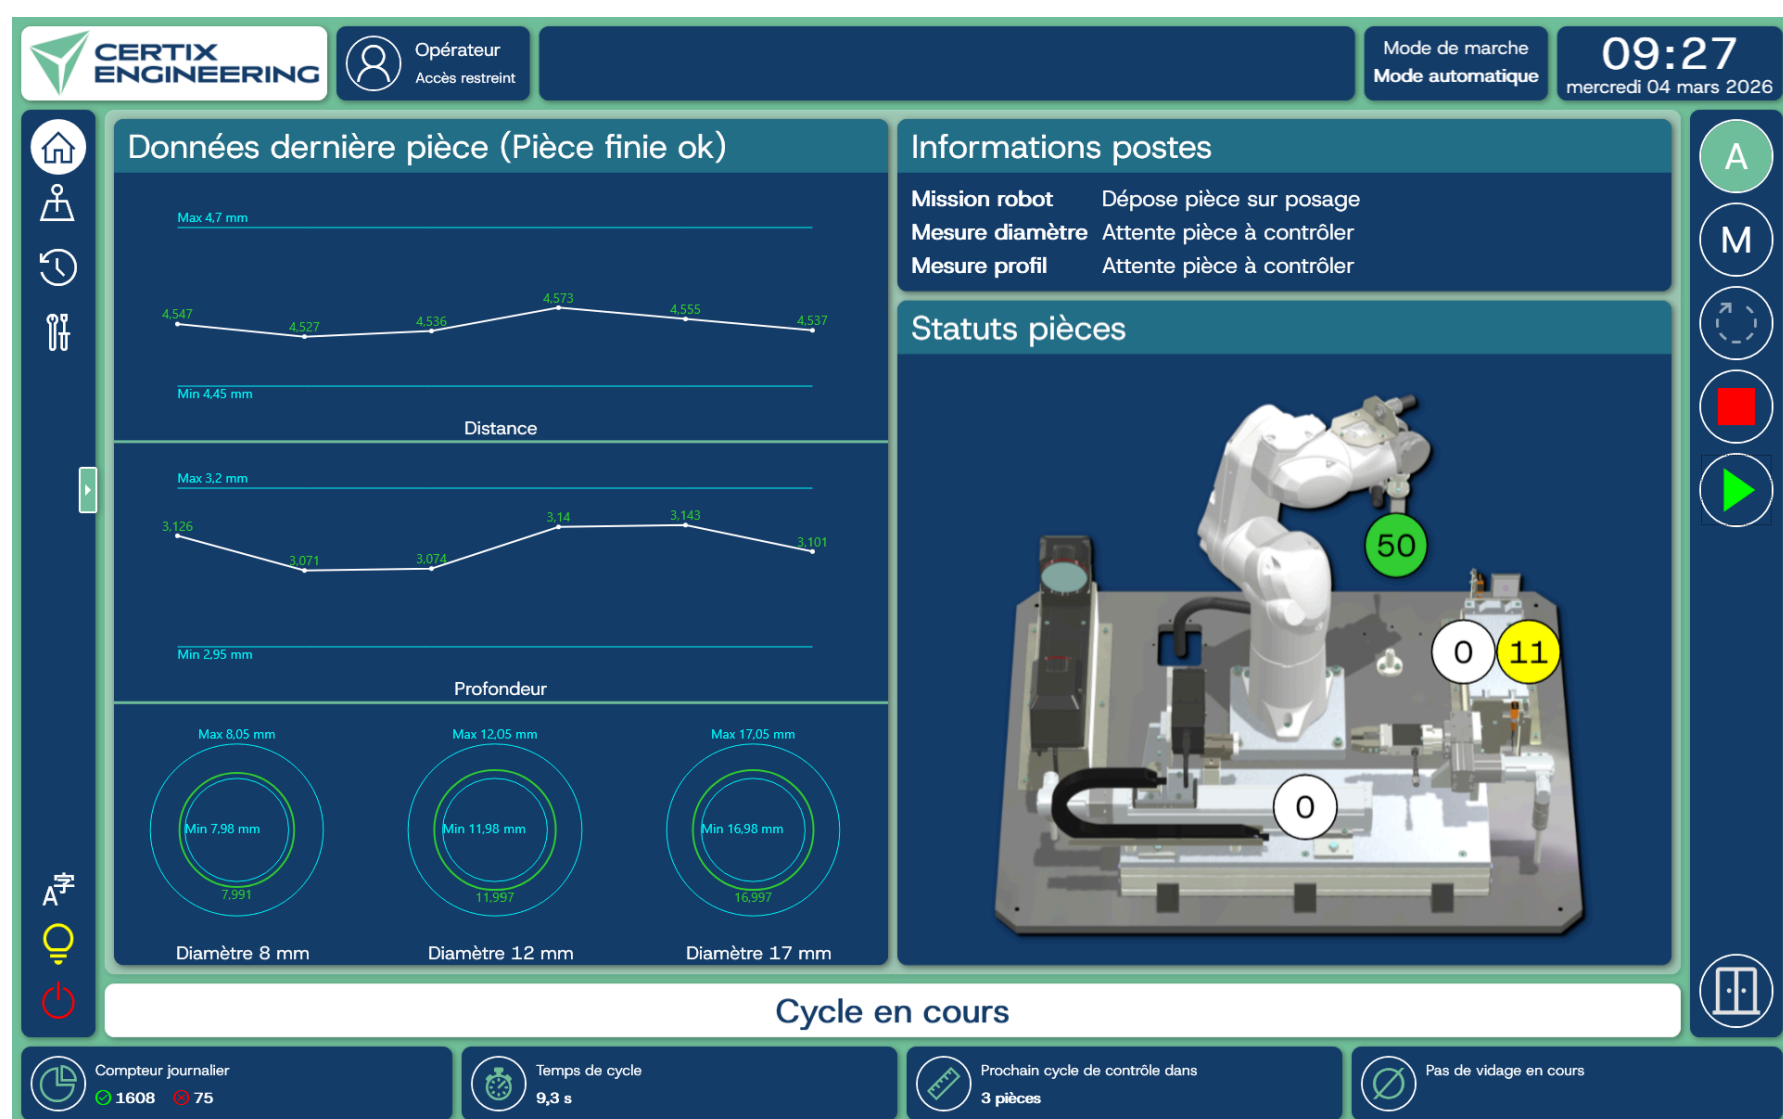 CERTIX
ENGINEERING
Opérateur
Accès restreint
Mode de marche
Mode automatique
09:27
mercredi 04 mars 2026
Données dernière pièce (Pièce finie ok)
Max 4,7 mm
4,547
4,527
4,536
4,573
4,555
4,537
Min 4,45 mm
Distance
Max 3,2 mm
3,126
3,071
3,074
3,14
3,143
3,101
Min 2,95 mm
Profondeur
Max 8,05 mm
Min 7,98 mm
7,991
Diamètre 8 mm
Max 12,05 mm
Min 11,98 mm
11,997
Diamètre 12 mm
Max 17,05 mm
Min 16,98 mm
16,997
Diamètre 17 mm
Informations postes
Mission robot Dépose pièce sur posage
Mesure diamètre Attente pièce à contrôler
Mesure profil Attente pièce à contrôler
Statuts pièces
50
0
11
0
A
M
A字
Cycle en cours
Compteur journalier
1608 75
Temps de cycle
9,3 s
Prochain cycle de contrôle dans
3 pièces
Pas de vidage en cours